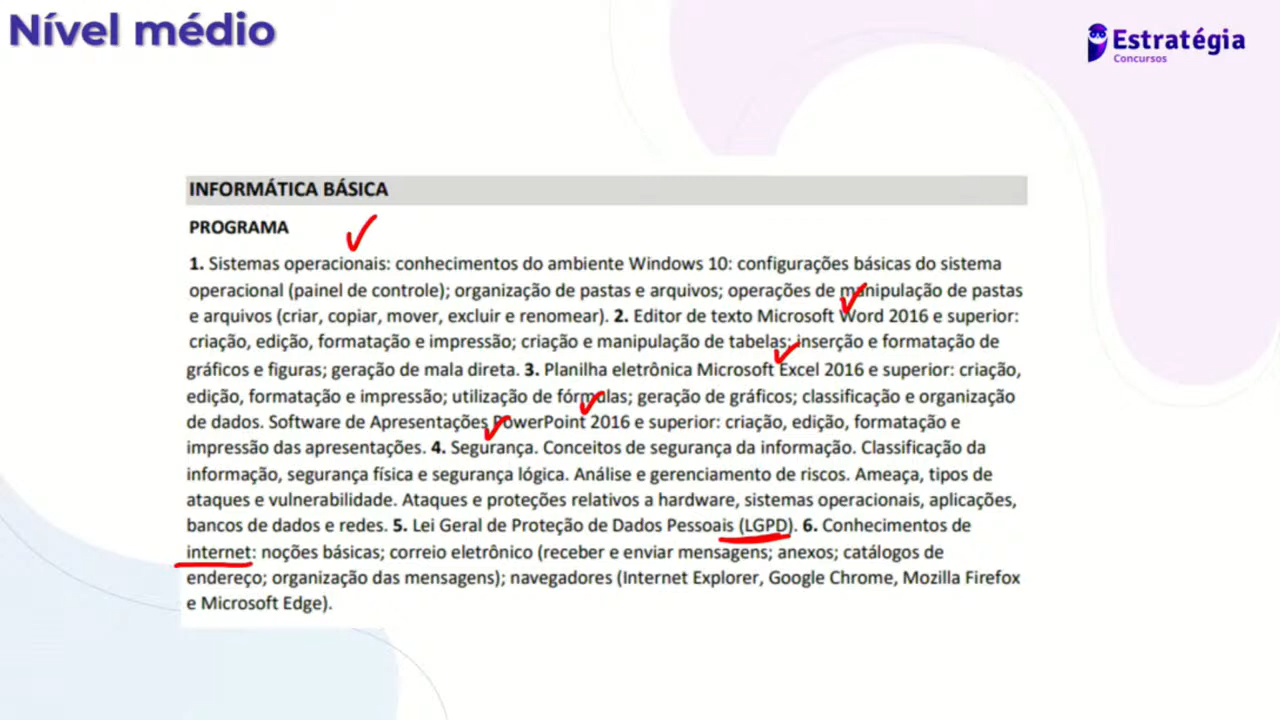 Nível médio
Estratégia
Concursos
INFORMÁTICA BÁSICA
PROGRAMA
1. Sistemas operacionais: conhecimentos do ambiente Windows 10: configurações básicas do sistema
operacional (painel de controle); organização de pastas e arquivos; operações de manipulação de pastas
e arquivos (criar, copiar, mover, excluir e renomear). 2. Editor de texto Microsoft Word 2016 e superior:
criação, edição, formatação e impressão; criação e manipulação de tabelas; inserção e formatação de
gráficos e figuras; geração de mala direta. 3. Planilha eletrônica Microsoft Excel 2016 e superior: criação,
edição, formatação e impressão; utilização de fórmulas; geração de gráficos; classificação e organização
de dados. Software de Apresentações PowerPoint 2016 e superior: criação, edição, formatação e
impressão das apresentações. 4. Segurança. Conceitos de segurança da informação. Classificação da
informação, segurança física e segurança lógica. Análise e gerenciamento de riscos. Ameaça, tipos de
ataques e vulnerabilidade. Ataques e proteções relativos a hardware, sistemas operacionais, aplicações,
bancos de dados e redes. 5. Lei Geral de Proteção de Dados Pessoais (LGPD). 6. Conhecimentos de
internet: noções básicas; correio eletrônico (receber e enviar mensagens; anexos; catálogos de
endereço; organização das mensagens); navegadores (Internet Explorer, Google Chrome, Mozilla Firefox
e Microsoft Edge).